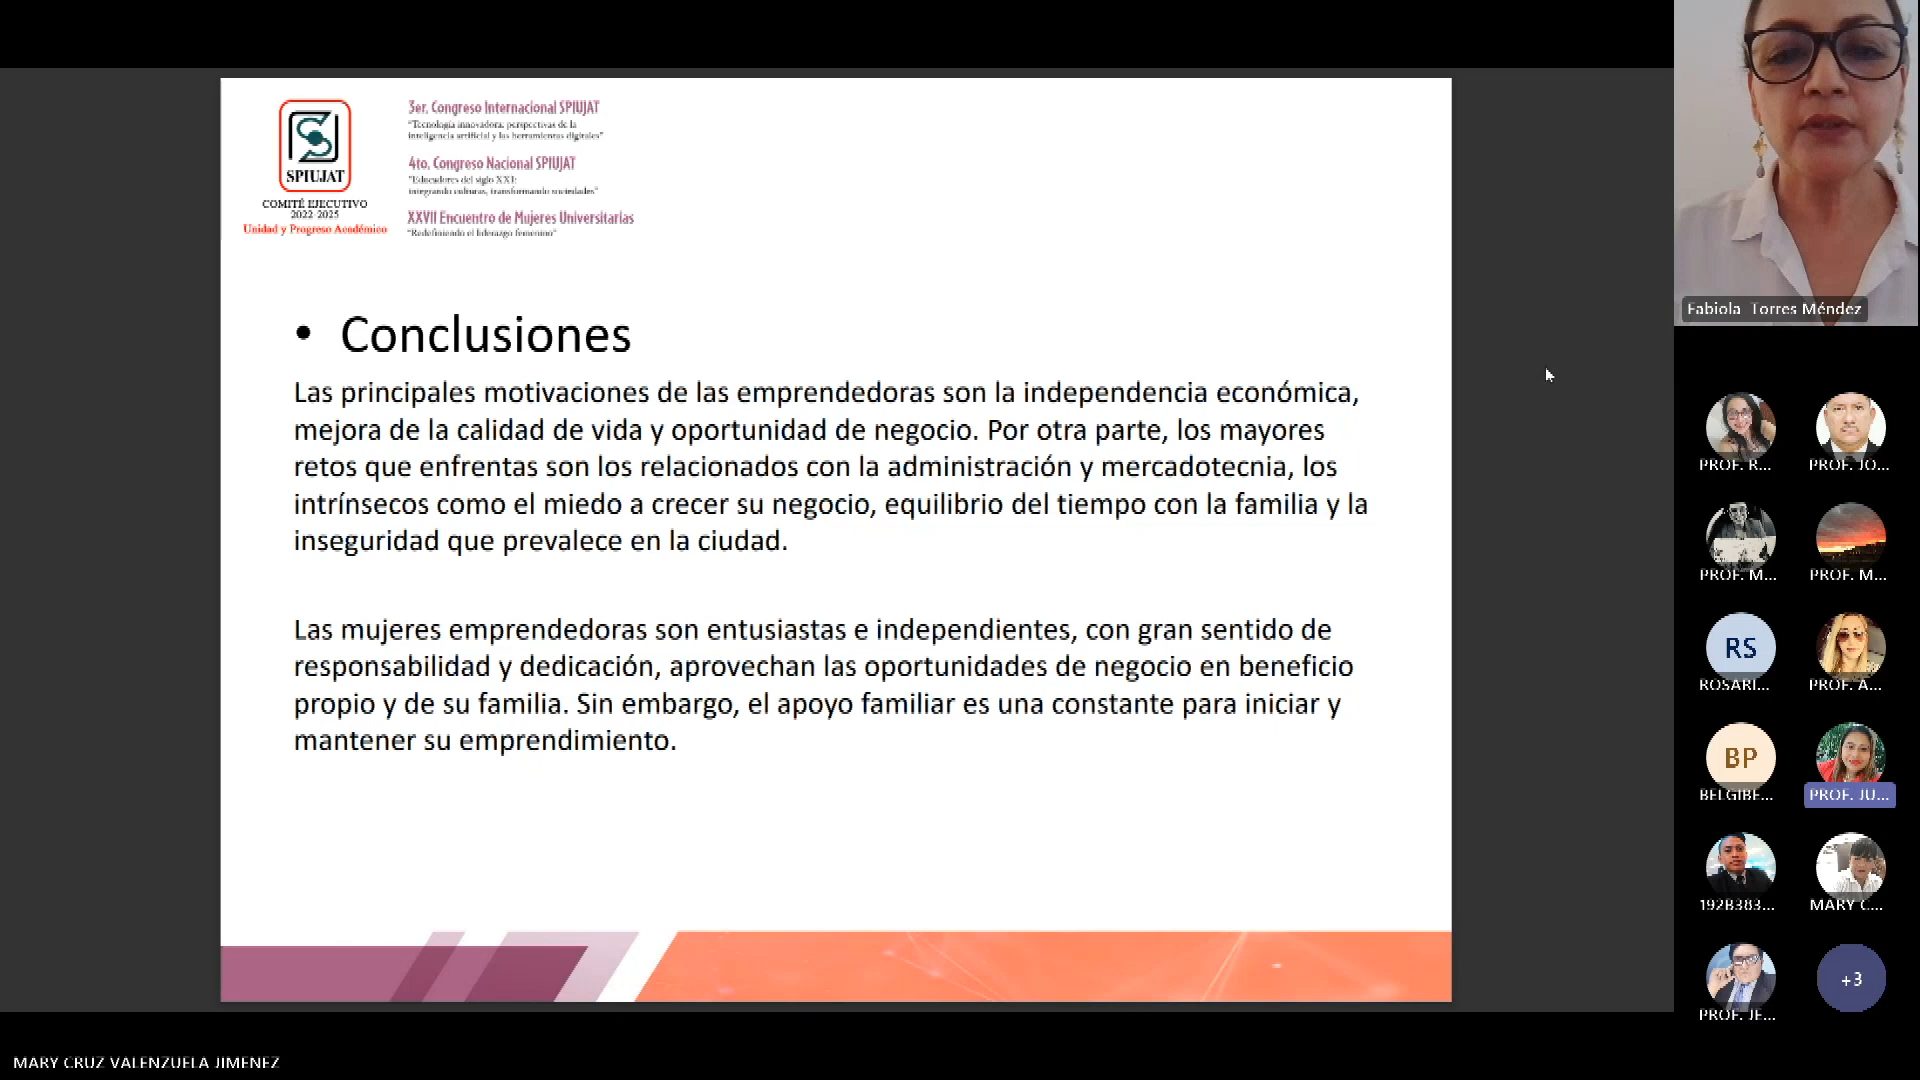 SPIUJAT
COMITÉ EJECUTIVO
2022-2025
Unidad y Progreso Académico
3er. Congreso Internacional SPIUJAT
"Tecnología innovadora: perspectivas de la
inteligencia artificial y las herramientas digitales"
4to. Congreso Nacional SPIUJAT
"Educadores del siglo XXI:
integrando culturas, transformando sociedades"
XXVII Encuentro de Mujeres Universitarias
"Redefiniendo el liderazgo femenino"
• Conclusiones
Las principales motivaciones de las emprendedoras son la independencia económica,
mejora de la calidad de vida y oportunidad de negocio. Por otra parte, los mayores
retos que enfrentas son los relacionados con la administración y mercadotecnia, los
intrínsecos como el miedo a crecer su negocio, equilibrio del tiempo con la familia y la
inseguridad que prevalece en la ciudad.
Las mujeres emprendedoras son entusiastas e independientes, con gran sentido de
responsabilidad y dedicación, aprovechan las oportunidades de negocio en beneficio
propio y de su familia. Sin embargo, el apoyo familiar es una constante para iniciar y
mantener su emprendimiento.
Fabiola Torres Méndez
PROF. R... PROF. JO...
PROF. M... PROF. M...
RS
ROSARI... PROF. A...
BP
BELGIBE... PROF. JU...
192B383... MARY C...
+3
PROF. JE...
MARY CRUZ VALENZUELA JIMENEZ